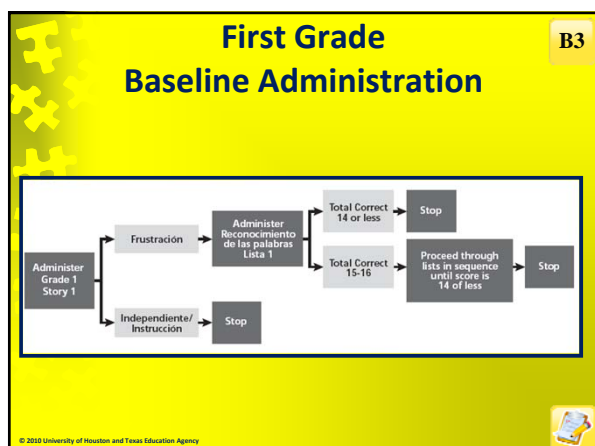 First Grade
Baseline Administration
B3
Administer
Grade 1
Story 1
Frustración
Administer
Reconocimiento
de las palabras
Lista 1
Total Correct
14 or less
Stop
Total Correct
15-16
Proceed through
lists in sequence
until score is
14 of less
Stop
Independiente/
Instrucción
Stop
© 2010 University of Houston and Texas Education Agency